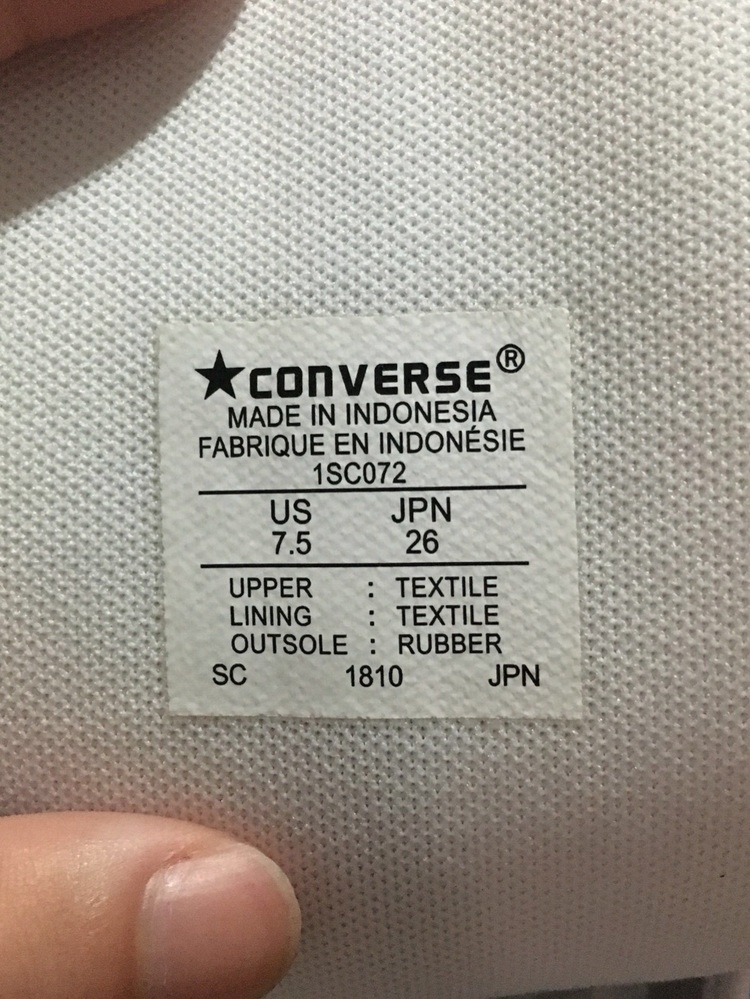 ★CONVERSE®
MADE IN INDONESIA
FABRIQUE EN INDONÉSIE
1SC072
US JPN
7.5 26
UPPER : TEXTILE
LINING : TEXTILE
OUTSOLE : RUBBER
SC 1810 JPN